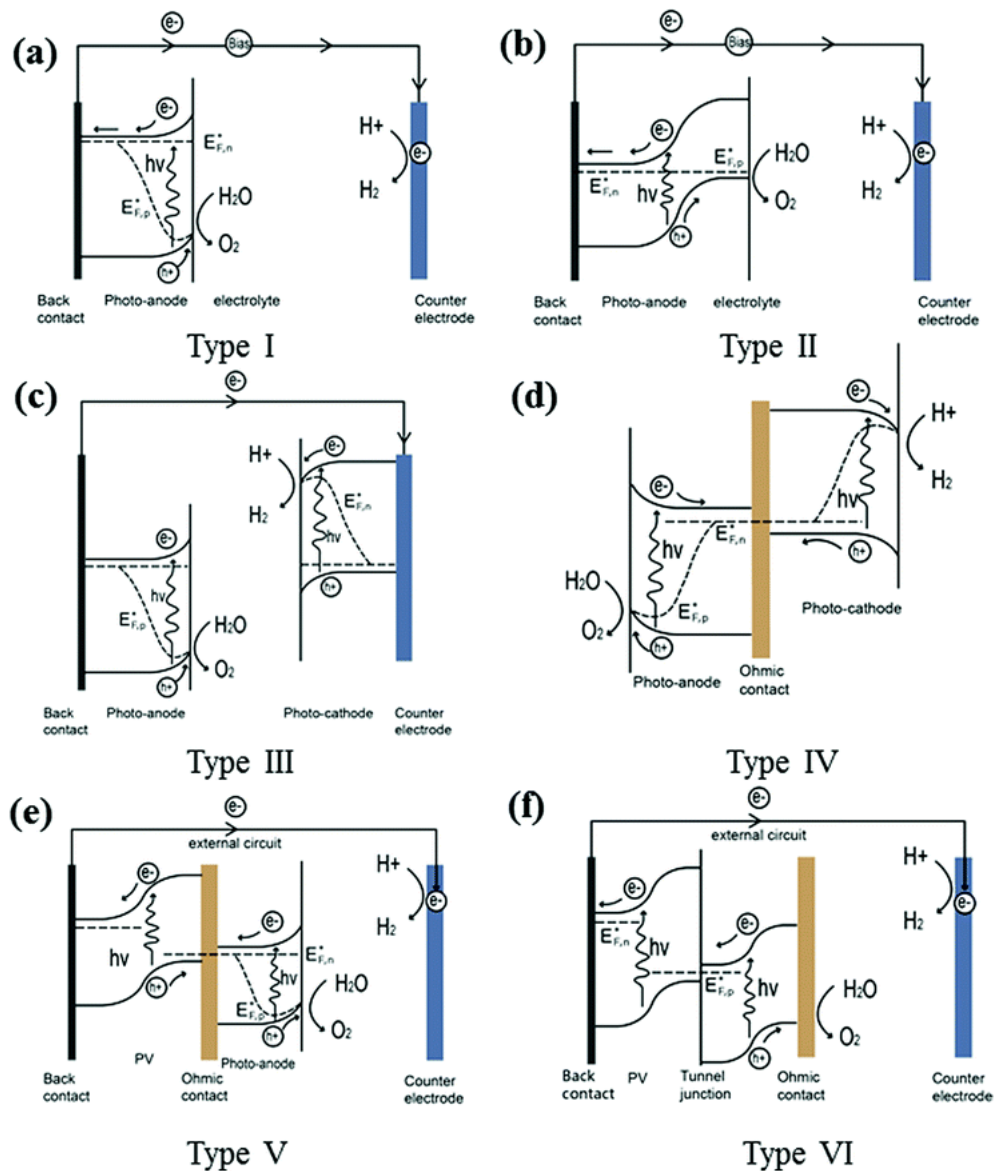 (a)
e-
Bias
e-
E*F,n
hv
E*F,p
h+
H2O
O2
H+
e-
H2
Back
contact
Photo-anode
electrolyte
Counter
electrode
Type I
(b)
e-
Bias
e-
E*F,p
E*F,n
hv
h+
H2O
O2
H+
e-
H2
Back
contact
Photo-anode
electrolyte
Counter
electrode
Type II
(c)
e-
e-
hv
E*F,p
h+
H2O
O2
H+
H2
e-
E*F,n
hv
h+
Back
contact
Photo-anode
Photo-cathode
Counter
electrode
Type III
(d)
e-
H+
H2
hv
h+
Photo-cathode
e-
E*F,n
hv
H2O
O2
E*F,p
h+
Photo-anode
Ohmic
contact
Type IV
(e)
e-
external circuit
e-
hv
h+
e-
E*F,n
hv
E*F,p
h+
H2O
O2
H+
e-
H2
PV
Photo-anode
Back
contact
Ohmic
contact
Counter
electrode
Type V
(f)
e-
external circuit
e-
E*F,n
hv
e-
E*F,p
hv
h+
H2O
O2
H+
e-
H2
Back
contact
PV
Tunnel
junction
Ohmic
contact
Counter
electrode
Type VI